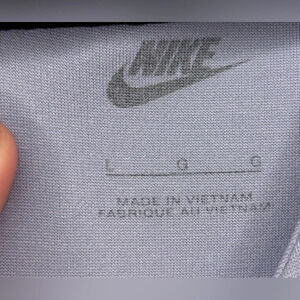 NIKE
L G G
MADE IN VIETNAM
FABRIQUÉ AU VIETNAM